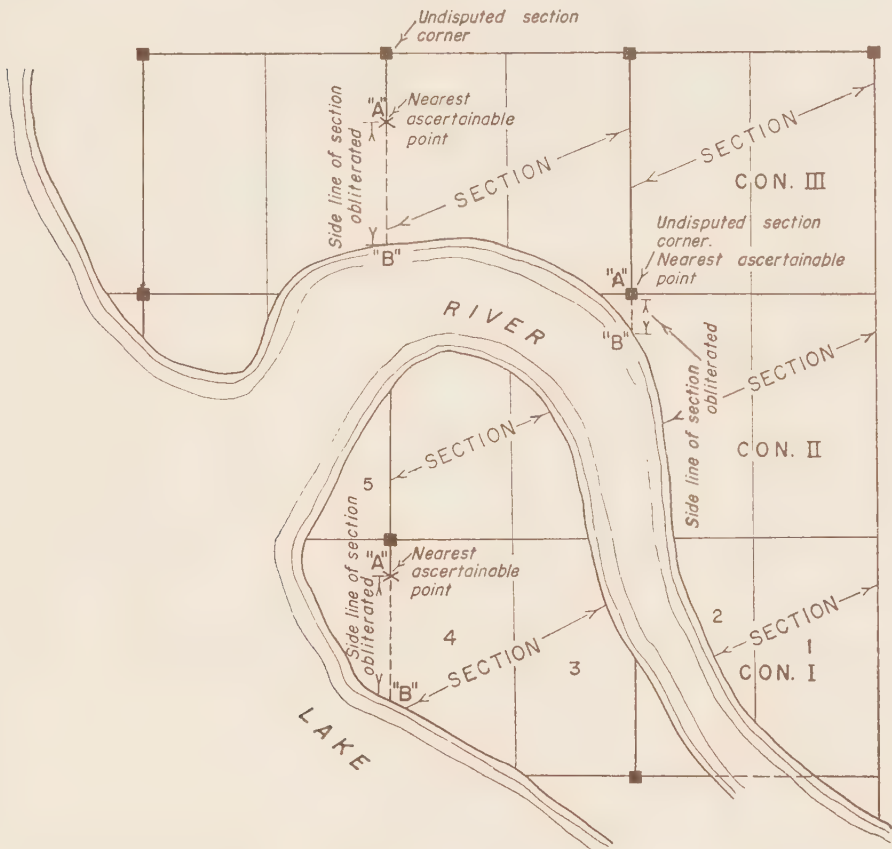 Undisputed section
corner
"A"
Nearest
ascertainable
point
Side line of section
obliterated
"B"
SECTION
SECTION
CON. III
Undisputed section
corner.
Nearest ascertainable
point
"A"
"B"
RIVER
Side line of section
obliterated
SECTION
CON. II
SECTION
5
"A"
Nearest
ascertainable
point
Side line of section
obliterated
4
"B"
SECTION
3
2
SECTION
1
CON. I
LAKE